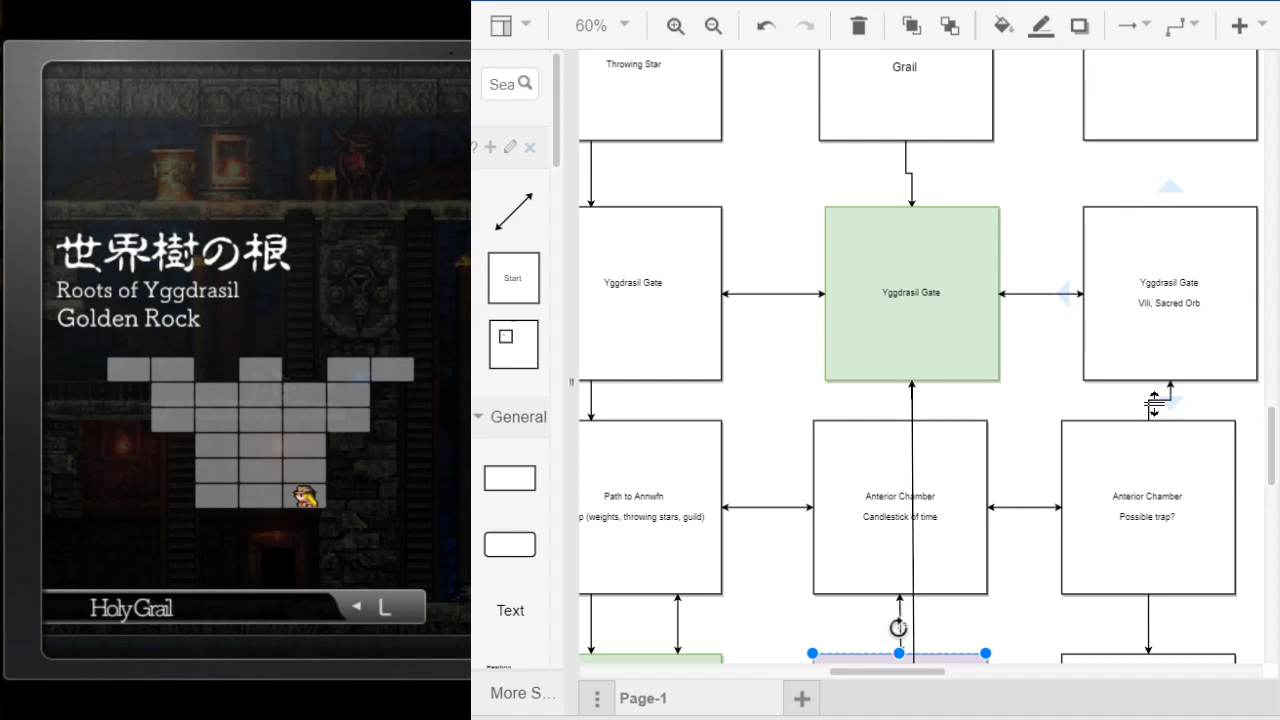 世界樹の根
Roots of Yggdrasil
Golden Rock
Holy Grail
L
60%
Sea
?
Start
General
Text
More S...
Page-1
Throwing Star
Grail
Yggdrasil Gate
Yggdrasil Gate
Yggdrasil Gate
Vili, Sacred Orb
Path to Annwfn
p (weights, throwing stars, guild)
Anterior Chamber
Candlestick of time
Anterior Chamber
Possible trap?